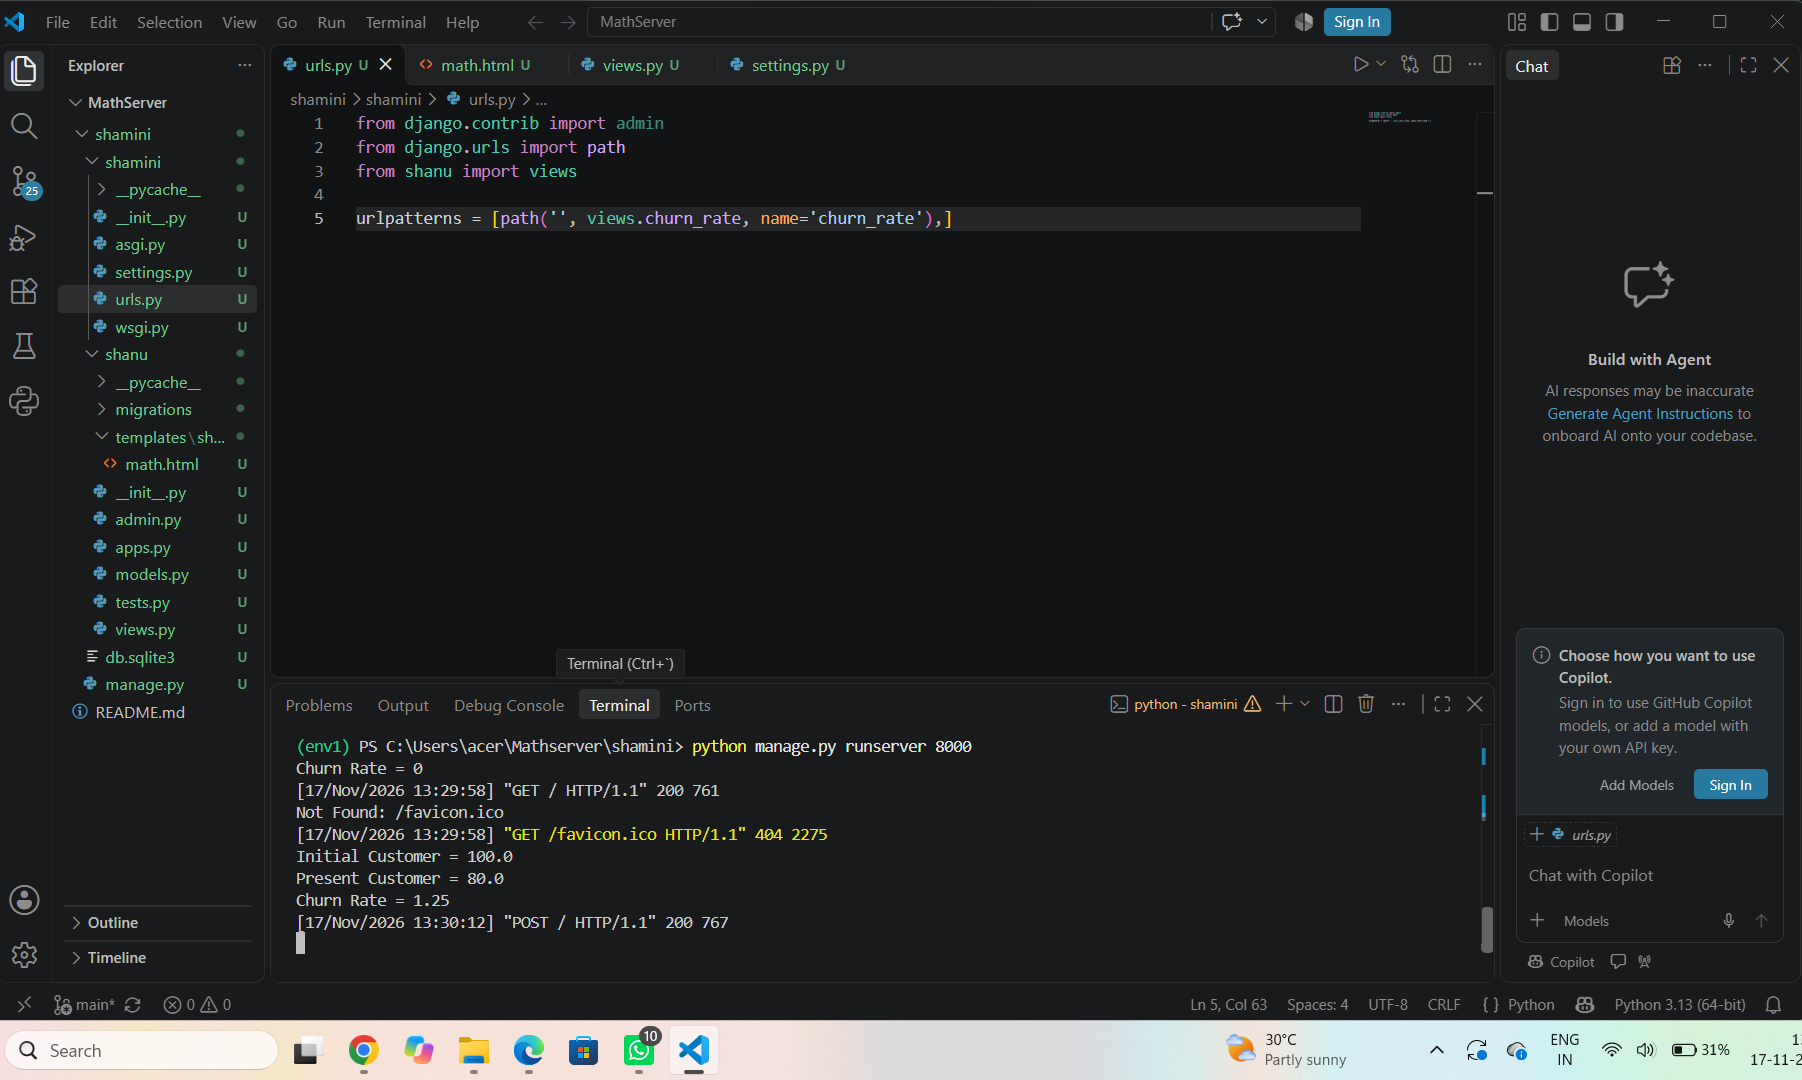 File Edit Selection View Go Run Terminal Help
MathServer
Sign In
Explorer
MathServer
shamini
shamini
__pycache__
__init__.py U
asgi.py U
settings.py U
urls.py U
wsgi.py U
shanu
__pycache__
migrations
templates\sh...
math.html U
__init__.py U
admin.py U
apps.py U
models.py U
tests.py U
views.py U
db.sqlite3 U
manage.py U
README.md
Outline
Timeline
25
urls.py U
math.html U
views.py U
settings.py U
shamini > shamini > urls.py > ...
1 from django.contrib import admin
2 from django.urls import path
3 from shanu import views
4
5 urlpatterns = [path('', views.churn_rate, name='churn_rate'),]
Terminal (Ctrl+`)
Problems Output Debug Console Terminal Ports
python - shamini
(env1) PS C:\Users\acer\Mathserver\shamini> python manage.py runserver 8000
Churn Rate = 0
[17/Nov/2026 13:29:58] "GET / HTTP/1.1" 200 761
Not Found: /favicon.ico
[17/Nov/2026 13:29:58] "GET /favicon.ico HTTP/1.1" 404 2275
Initial Customer = 100.0
Present Customer = 80.0
Churn Rate = 1.25
[17/Nov/2026 13:30:12] "POST / HTTP/1.1" 200 767
Chat
Build with Agent
AI responses may be inaccurate
Generate Agent Instructions to
onboard AI onto your codebase.
Choose how you want to use
Copilot.
Sign in to use GitHub Copilot
models, or add a model with
your own API key.
Add Models Sign In
urls.py
Chat with Copilot
Models
Copilot
main* 0 0
Ln 5, Col 63 Spaces: 4 UTF-8 CRLF {} Python Python 3.13 (64-bit)
Search
10
30°C
Partly sunny
ENG
IN
31%
17-11-2